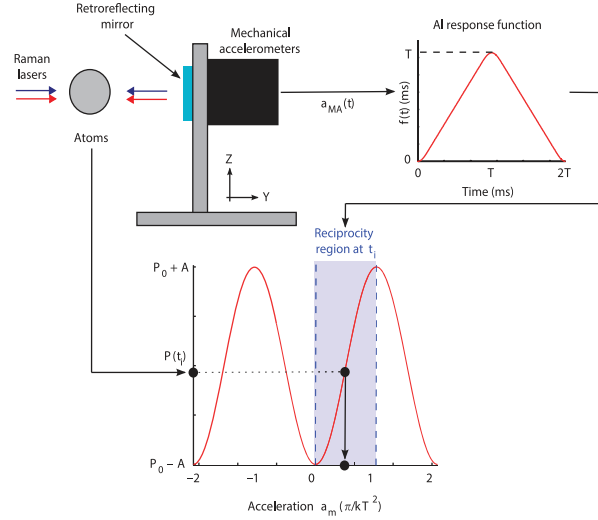 Retroreflecting
mirror
Mechanical
accelerometers
AI response function
Raman
lasers
Atoms
a_MA(t)
Z
Y
T
f(t) (ms)
0
0 T 2T
Time (ms)
Reciprocity
region at t_i
P_0 + A
P(t_i)
P_0 − A
−2 −1 0 1 2
Acceleration a_m (π/kT^2)